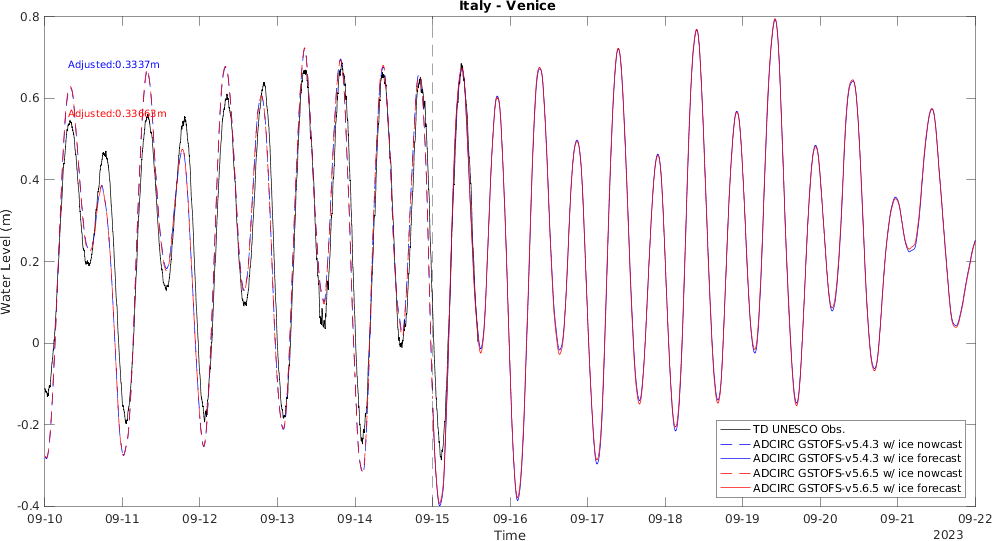 Italy - Venice
0.8
0.6
0.4
0.2
0
-0.2
-0.4
Water Level (m)
Adjusted:0.3337m
Adjusted:0.33663m
TD UNESCO Obs.
ADCIRC GSTOFS-v5.4.3 w/ ice nowcast
ADCIRC GSTOFS-v5.4.3 w/ ice forecast
ADCIRC GSTOFS-v5.6.5 w/ ice nowcast
ADCIRC GSTOFS-v5.6.5 w/ ice forecast
09-10 09-11 09-12 09-13 09-14 09-15 09-16 09-17 09-18 09-19 09-20 09-21 09-22
Time
2023